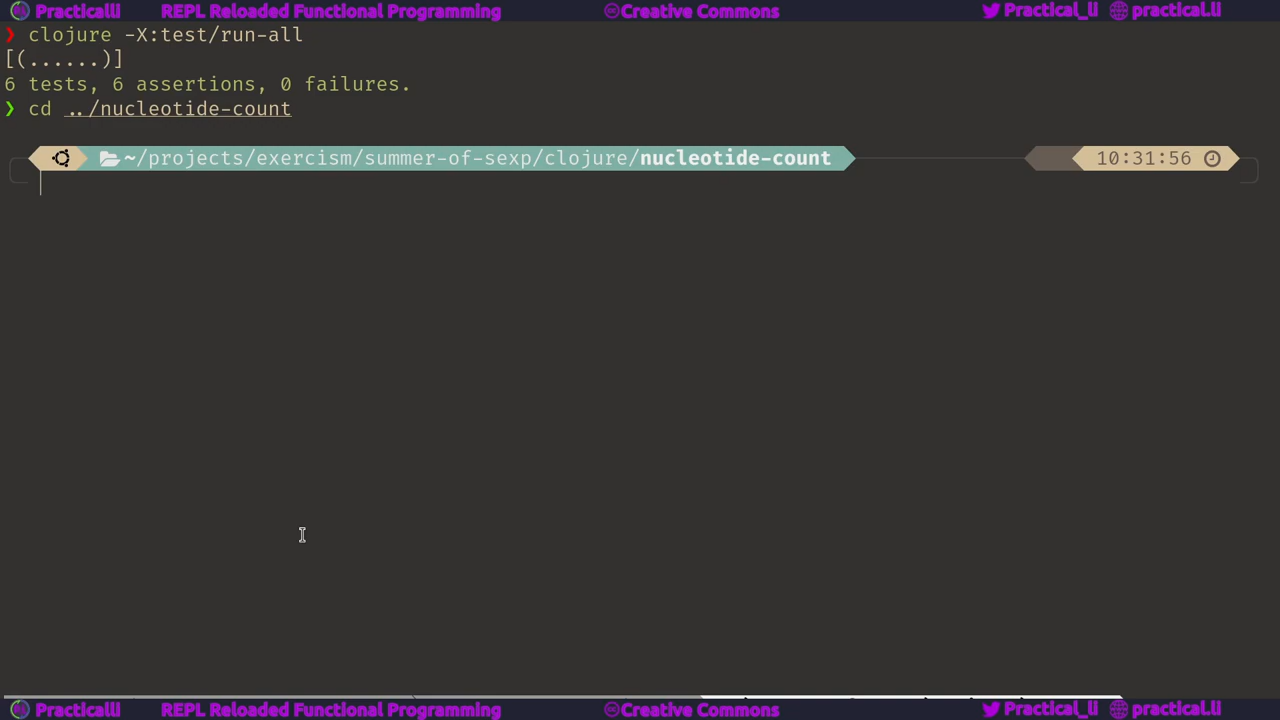 Practicalli REPL Reloaded Functional Programming Creative Commons Practical_li practical.li
❯ clojure -X:test/run-all
[(......)]
6 tests, 6 assertions, 0 failures.
❯ cd ../nucleotide-count
~/projects/exercism/summer-of-sexp/clojure/nucleotide-count 10:31:56
Practicalli REPL Reloaded Functional Programming Creative Commons Practical_li practical.li